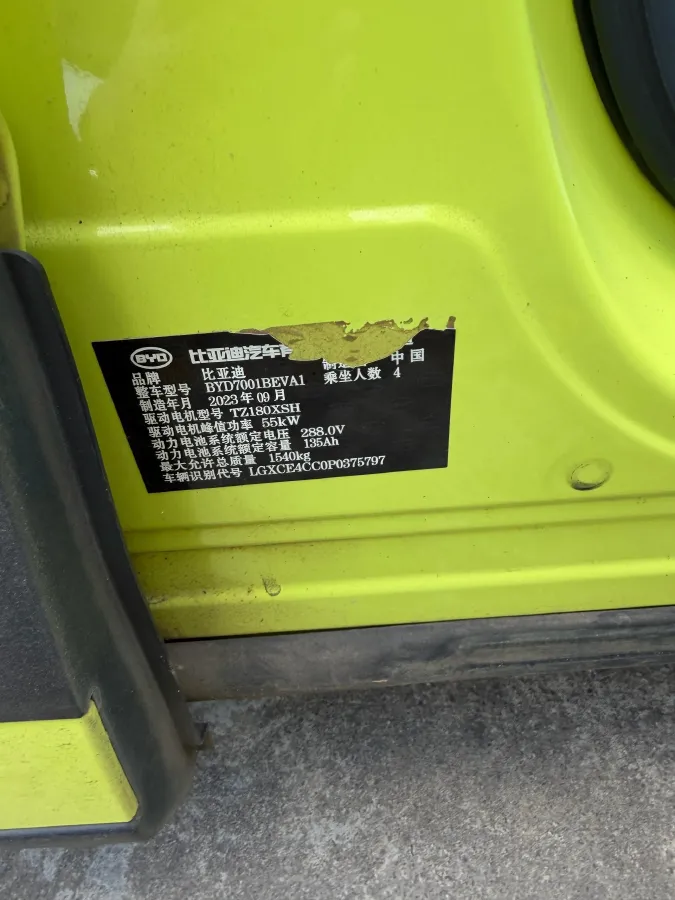 BYD 比亚迪汽车
品牌 比亚迪 中国
整车型号 BYD7001BEVA1 乘坐人数 4
制造年月 2023年09月
驱动电机型号 TZ180XSH
驱动电机峰值功率 55kW
动力电池系统额定电压 288.0V
动力电池系统额定容量 135Ah
最大允许总质量 1540kg
车辆识别代号 LGXCE4CC0P0375797